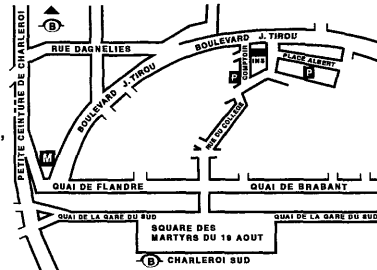 B
RUE DAGNELIES
BOULEVARD J. TIROU
COMPTOIR
INS
PLACE ALBERT
P
P
PETITE CEINTURE DE CHARLEROI
BOULEVARD J. TIROU
RUE DU COLLEGE
M
QUAI DE FLANDRE
QUAI DE BRABANT
QUAI DE LA GARE DU SUD
QUAI DE LA GARE DU SUD
SQUARE DES
MARTYRS DU 19 AOUT
B CHARLEROI SUD